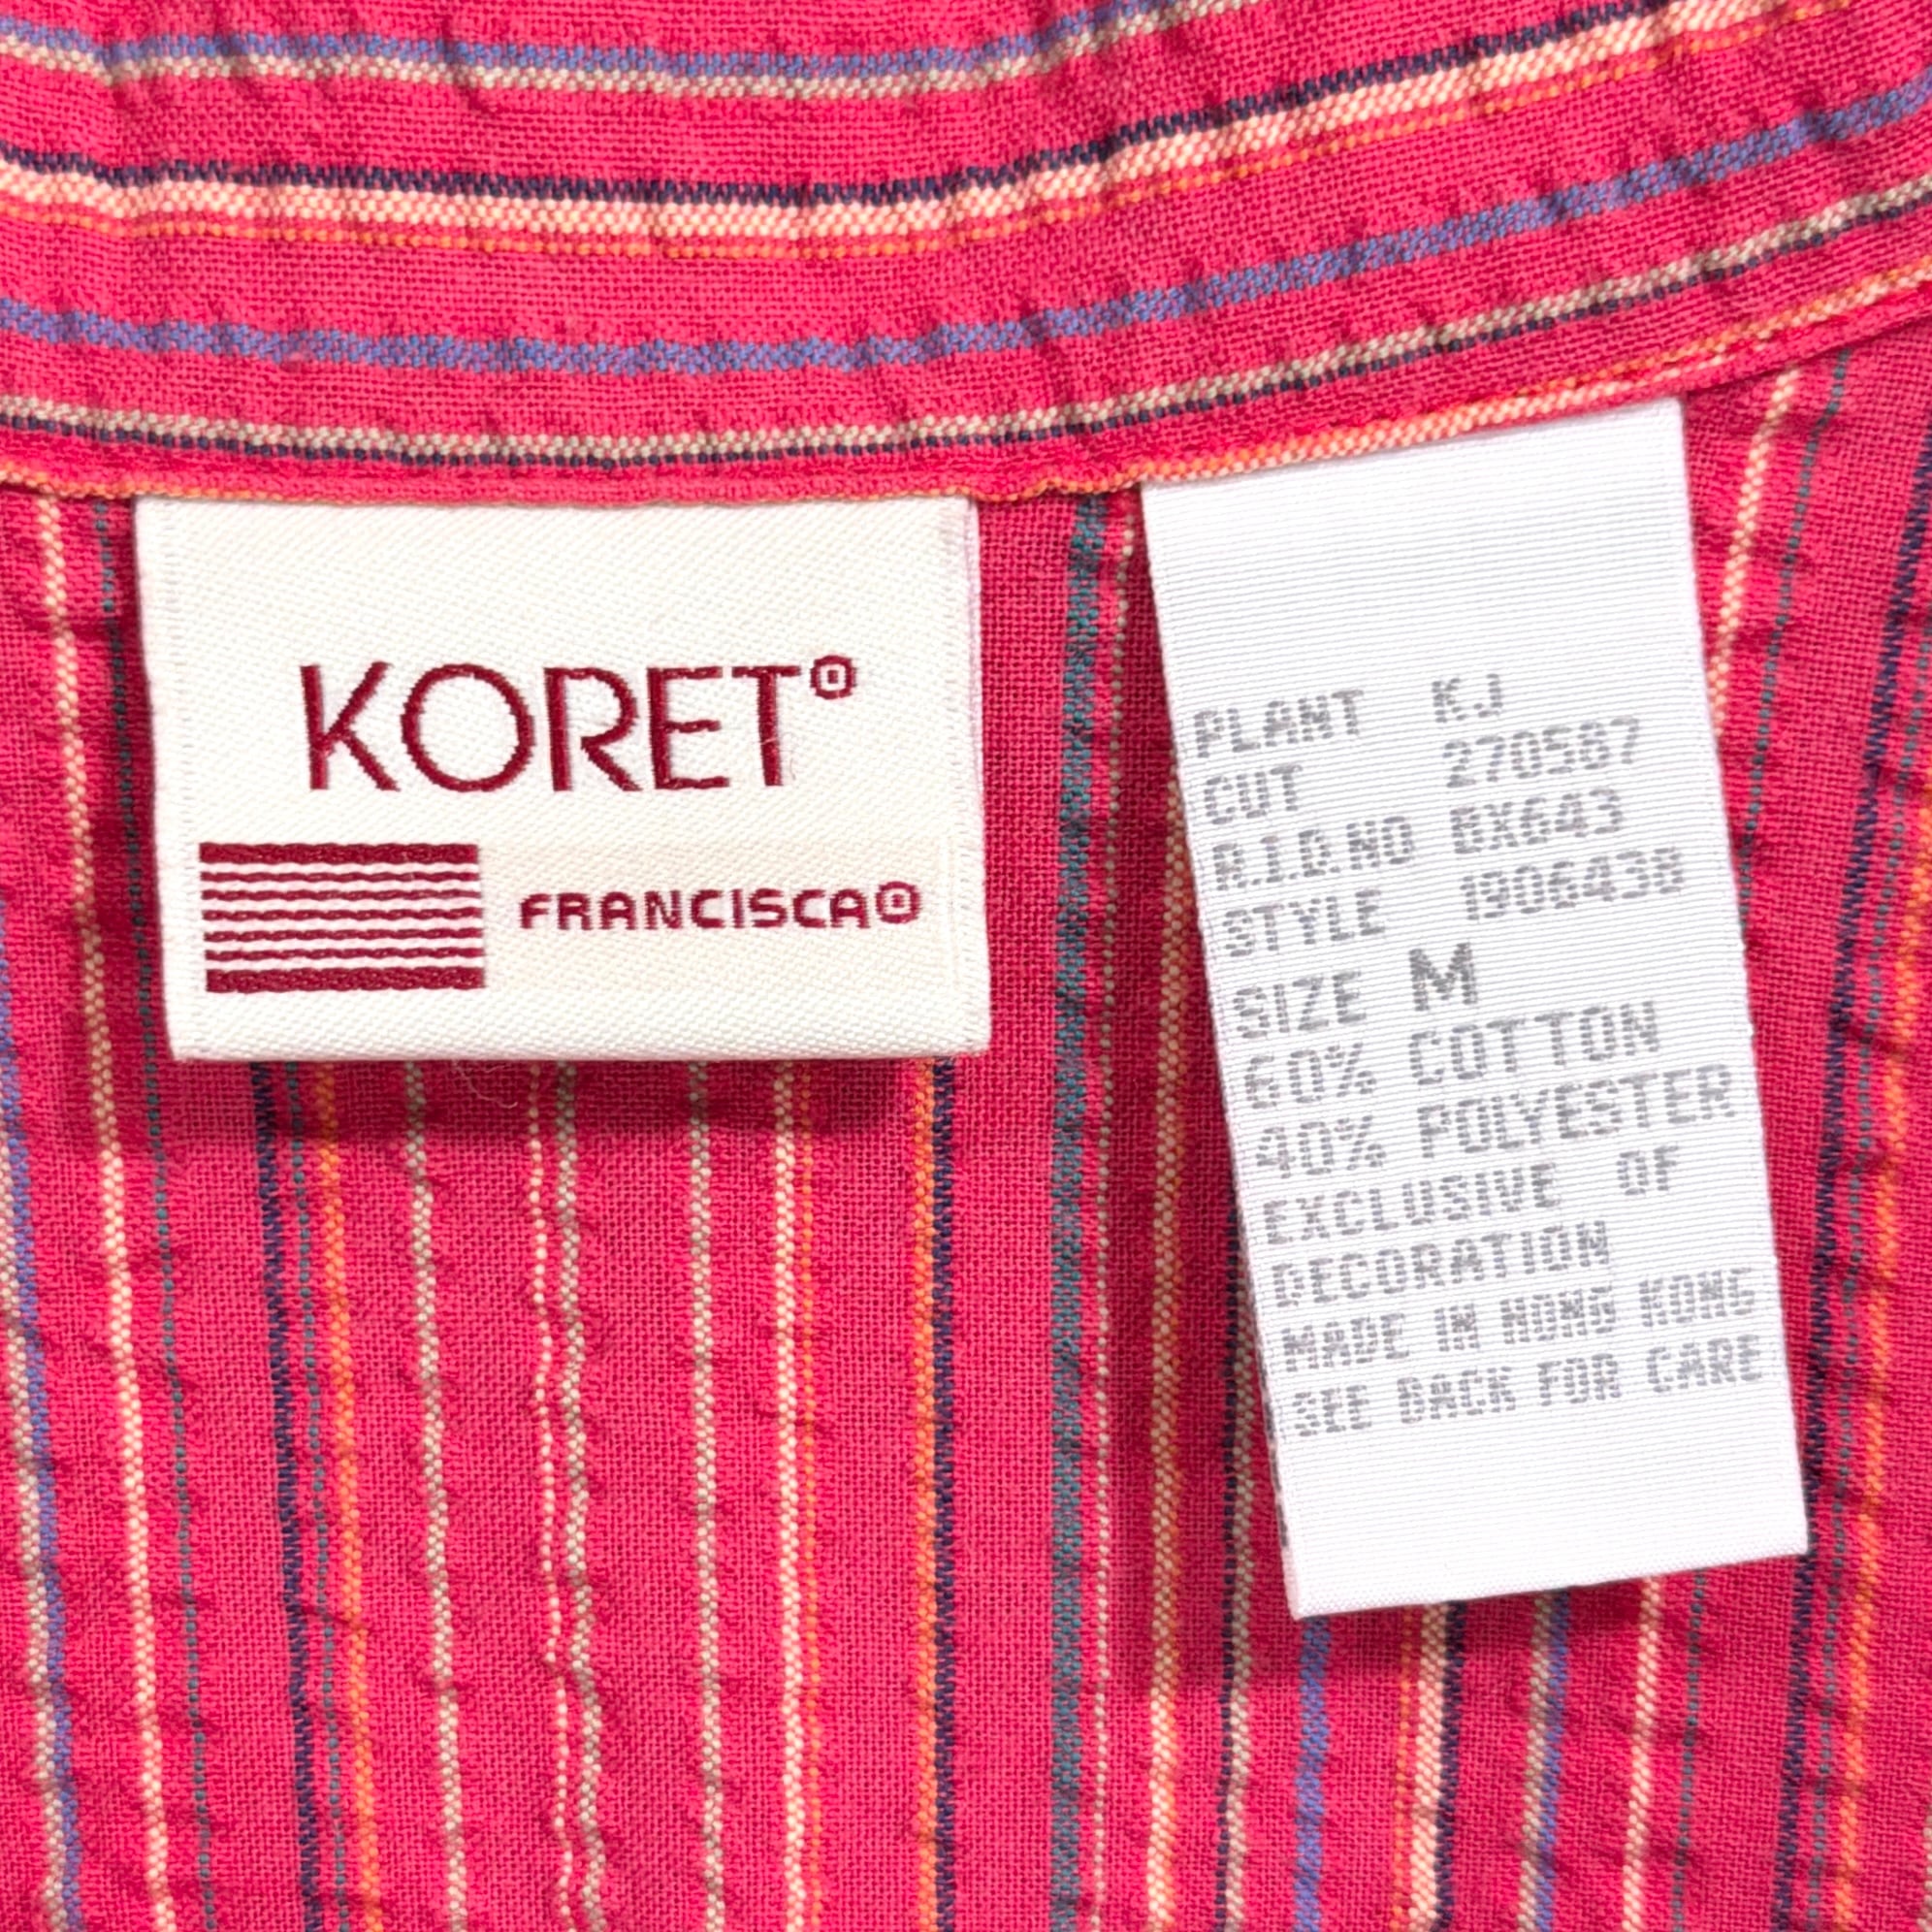 KORET®
FRANCISCA®
PLANT KJ
CUT 270587
R.I.D.NO BX643
STYLE 1906438
SIZE M
60% COTTON
40% POLYESTER
EXCLUSIVE OF
DECORATION
MADE IN HONG KONG
SEE BACK FOR CARE